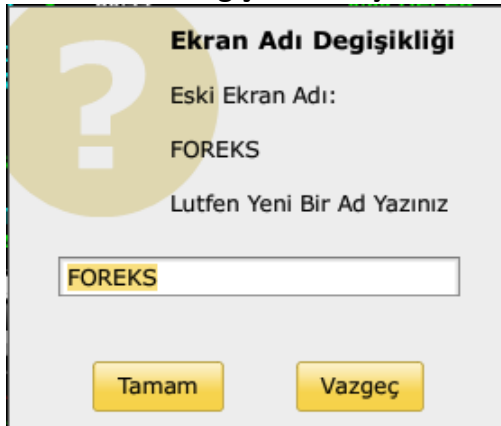 Ekran Adı Degişikliği
Eski Ekran Adı:
FOREKS
Lutfen Yeni Bir Ad Yazınız
FOREKS
Tamam
Vazgeç